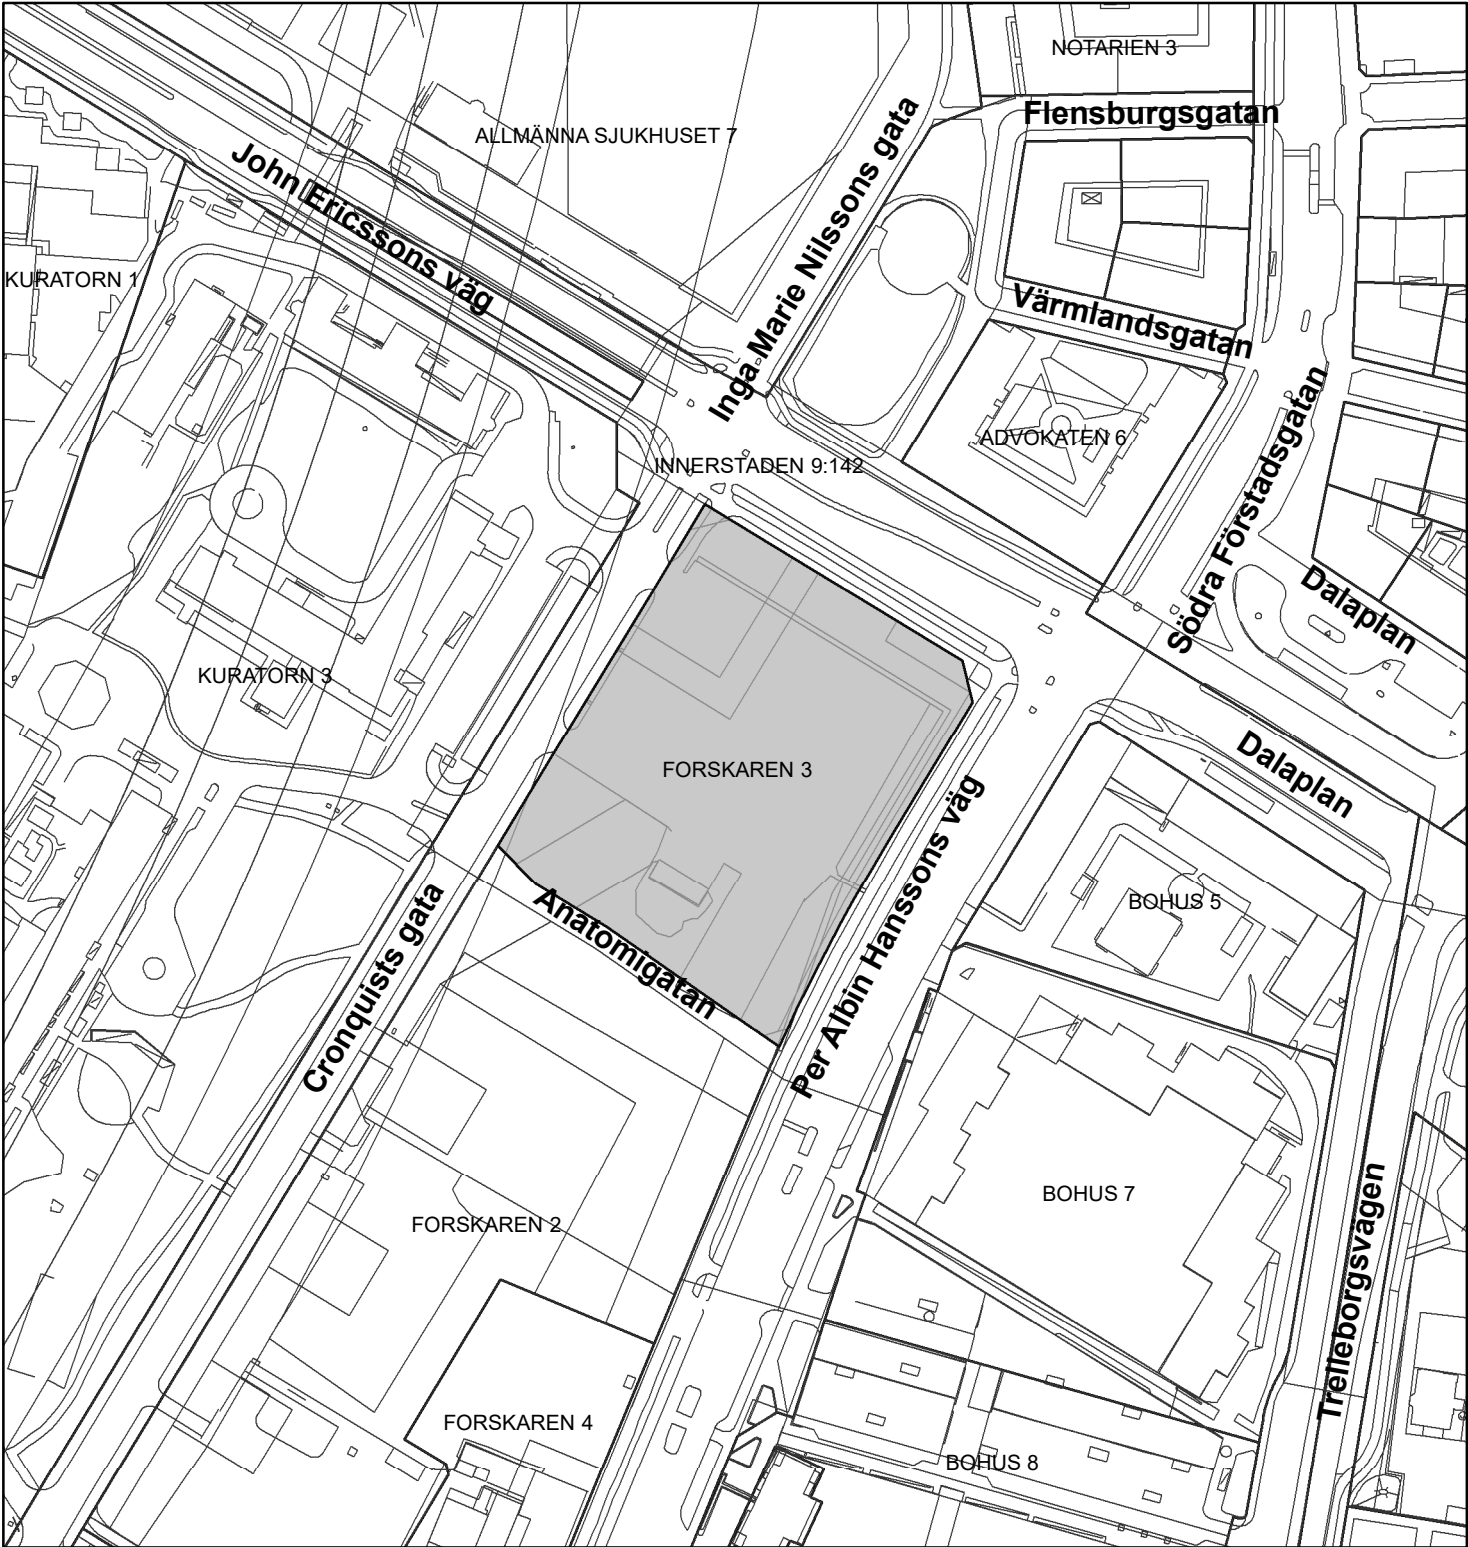 NOTARIEN 3
Flensburgsgatan
ALLMÄNNA SJUKHUSET 7
John Ericssons väg
Inga-Marie Nilssons gata
KURATORN 1
Värmlandsgatan
ADVOKATEN 6
INNERSTADEN 9:142
Södra Förstadsgatan
Dalaplan
KURATORN 3
FORSKAREN 3
Dalaplan
Per Albin Hanssons väg
BOHUS 5
Anatomigatan
Cronquists gata
BOHUS 7
FORSKAREN 2
Trelleborgsvägen
FORSKAREN 4
BOHUS 8